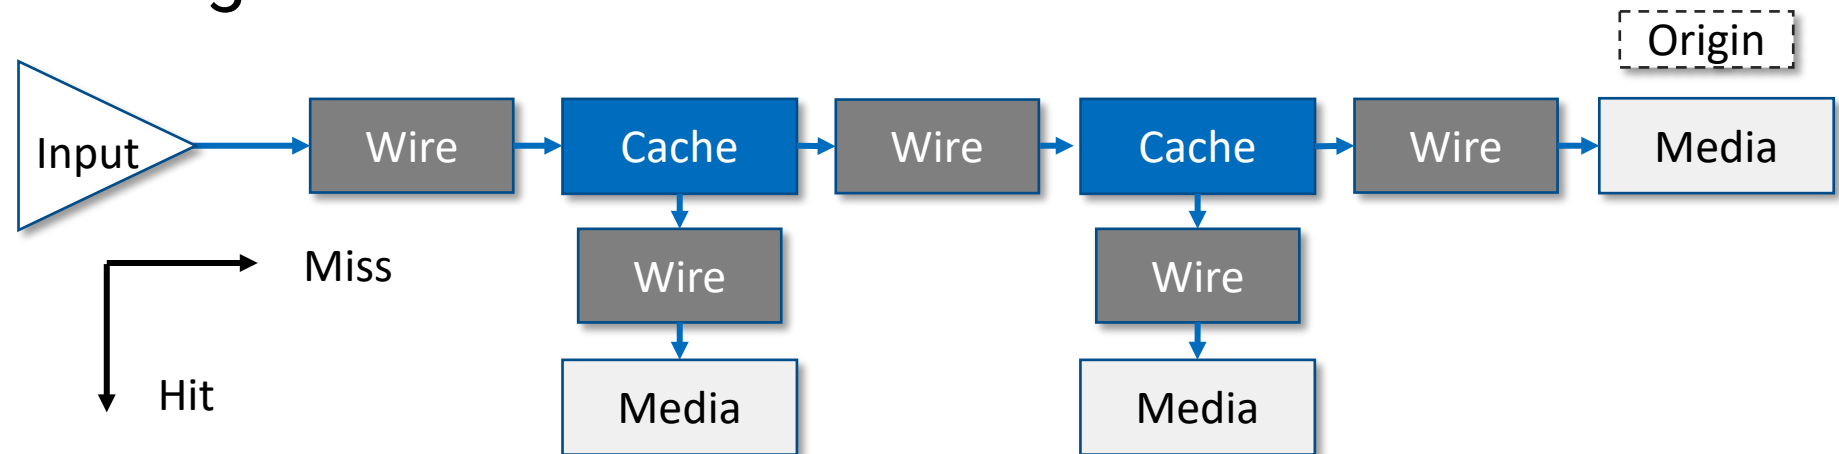 Origin
Input
Wire
Cache
Wire
Cache
Wire
Media
Miss
Wire
Wire
Hit
Media
Media